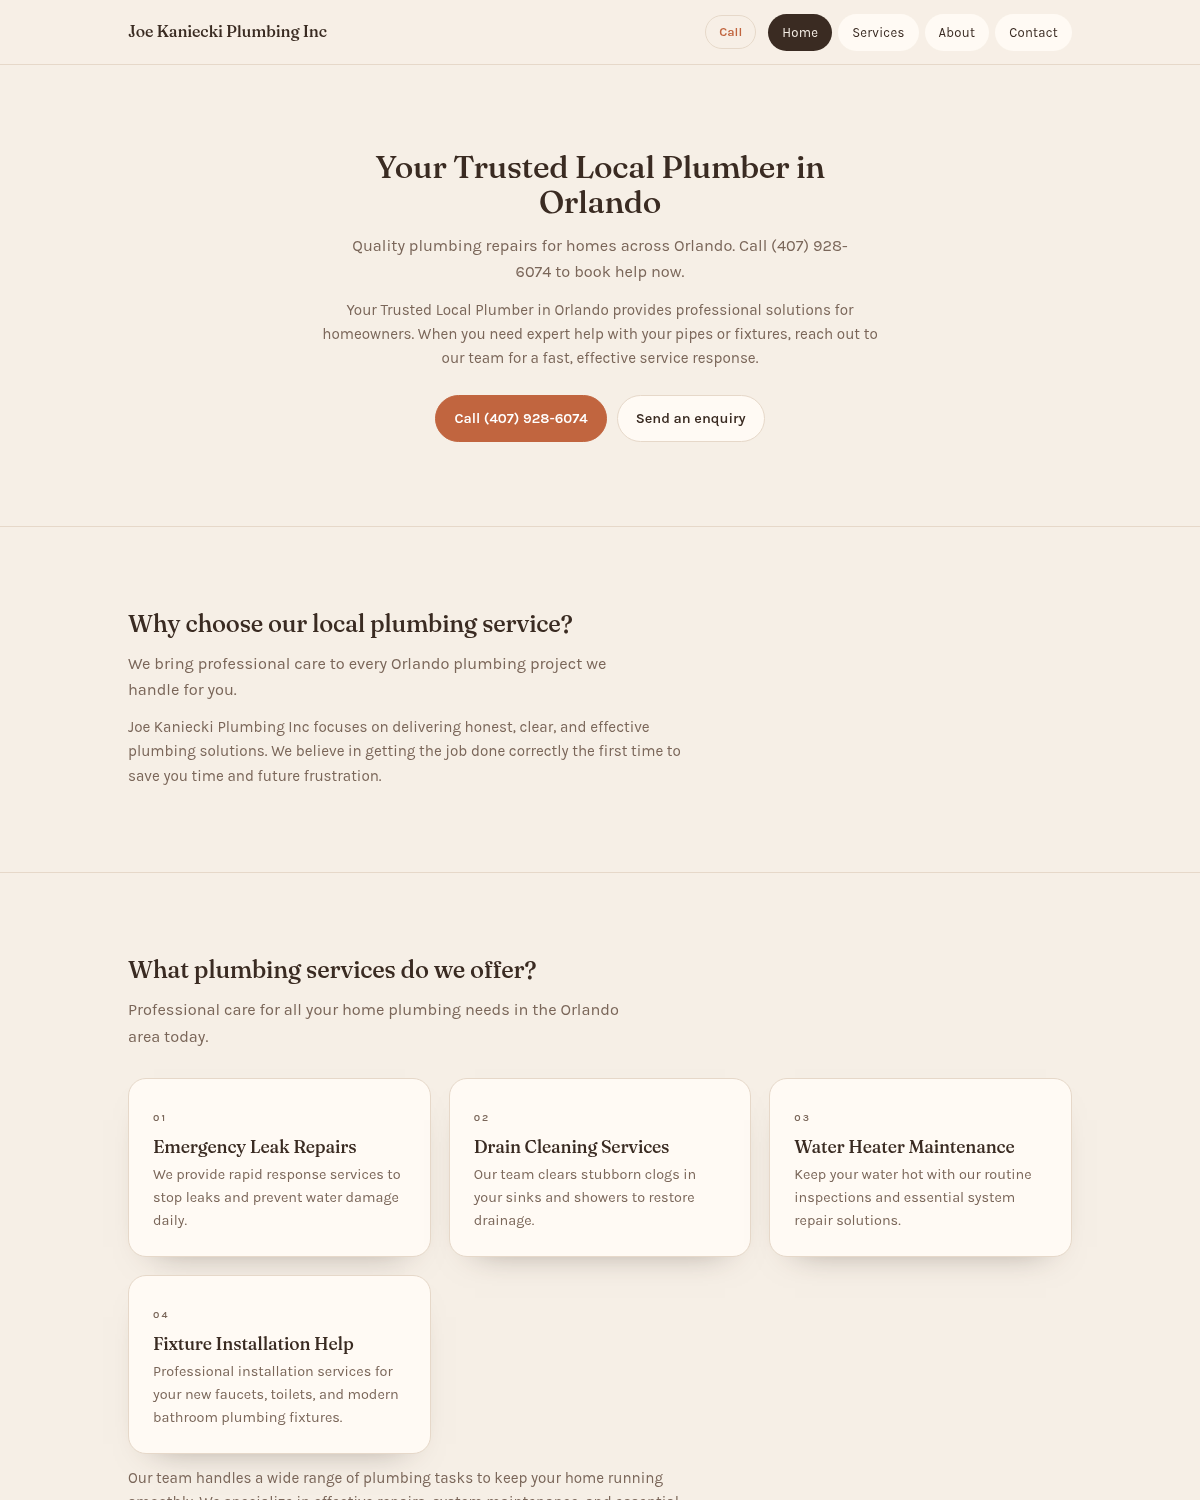 Joe Kaniecki Plumbing Inc
Call
Home
Services
About
Contact
Your Trusted Local Plumber in
Orlando
Quality plumbing repairs for homes across Orlando. Call (407) 928-
6074 to book help now.
Your Trusted Local Plumber in Orlando provides professional solutions for
homeowners. When you need expert help with your pipes or fixtures, reach out to
our team for a fast, effective service response.
Call (407) 928-6074
Send an enquiry
Why choose our local plumbing service?
We bring professional care to every Orlando plumbing project we
handle for you.
Joe Kaniecki Plumbing Inc focuses on delivering honest, clear, and effective
plumbing solutions. We believe in getting the job done correctly the first time to
save you time and future frustration.
What plumbing services do we offer?
Professional care for all your home plumbing needs in the Orlando
area today.
01
Emergency Leak Repairs
We provide rapid response services to
stop leaks and prevent water damage
daily.
02
Drain Cleaning Services
Our team clears stubborn clogs in
your sinks and showers to restore
drainage.
03
Water Heater Maintenance
Keep your water hot with our routine
inspections and essential system
repair solutions.
04
Fixture Installation Help
Professional installation services for
your new faucets, toilets, and modern
bathroom plumbing fixtures.
Our team handles a wide range of plumbing tasks to keep your home running
smoothly. We specialize in effective repairs, system maintenance, and essential